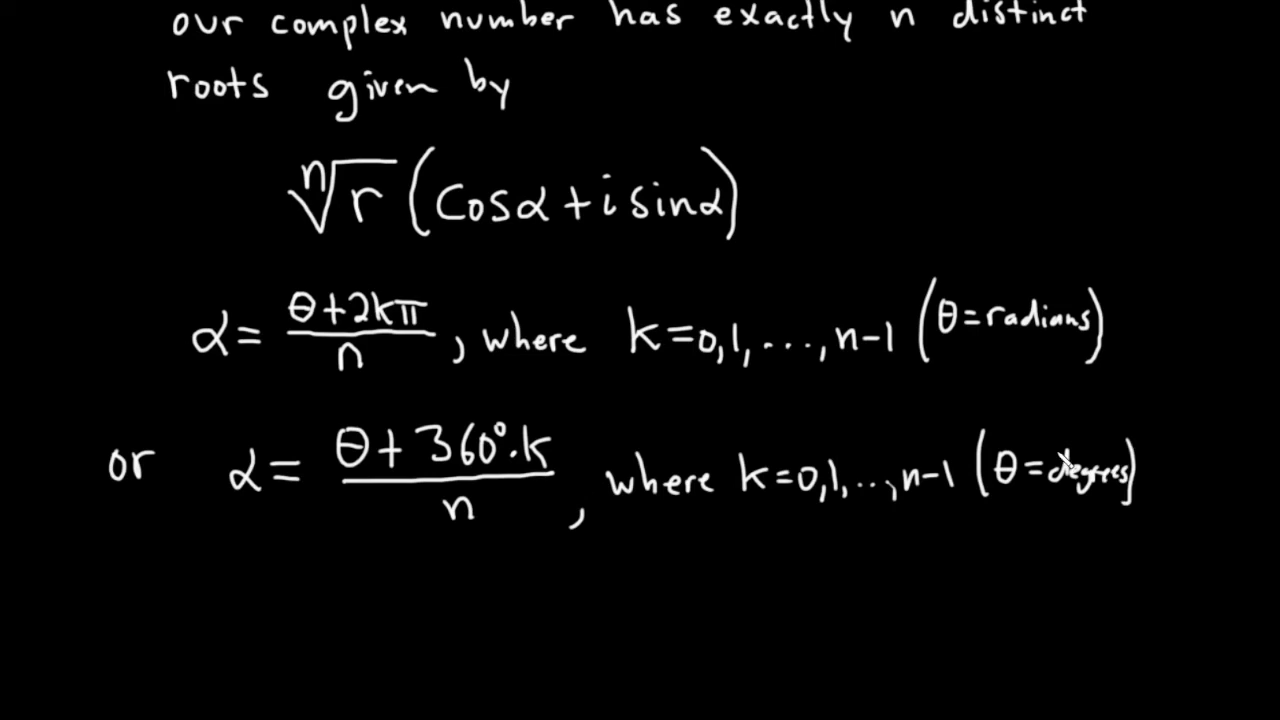 our complex number has exactly n distinct
roots given by
ⁿ√r (cosα + i sinα)
α = (θ + 2kπ)/n , where k = 0, 1, ..., n-1 (θ = radians)
or α = (θ + 360°·k)/n , where k = 0, 1, .., n-1 (θ = degrees)